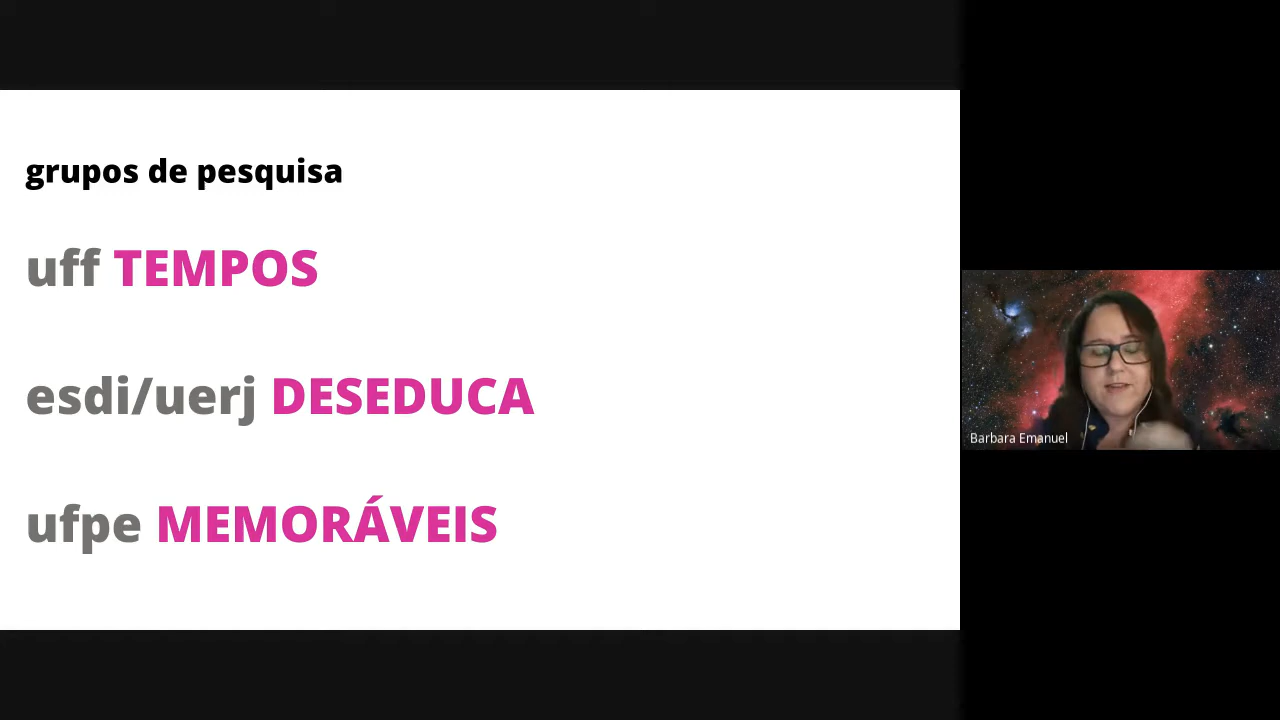 grupos de pesquisa
uff TEMPOS
esdi/uerj DESEDUCA
ufpe MEMORÁVEIS
Barbara Emanuel